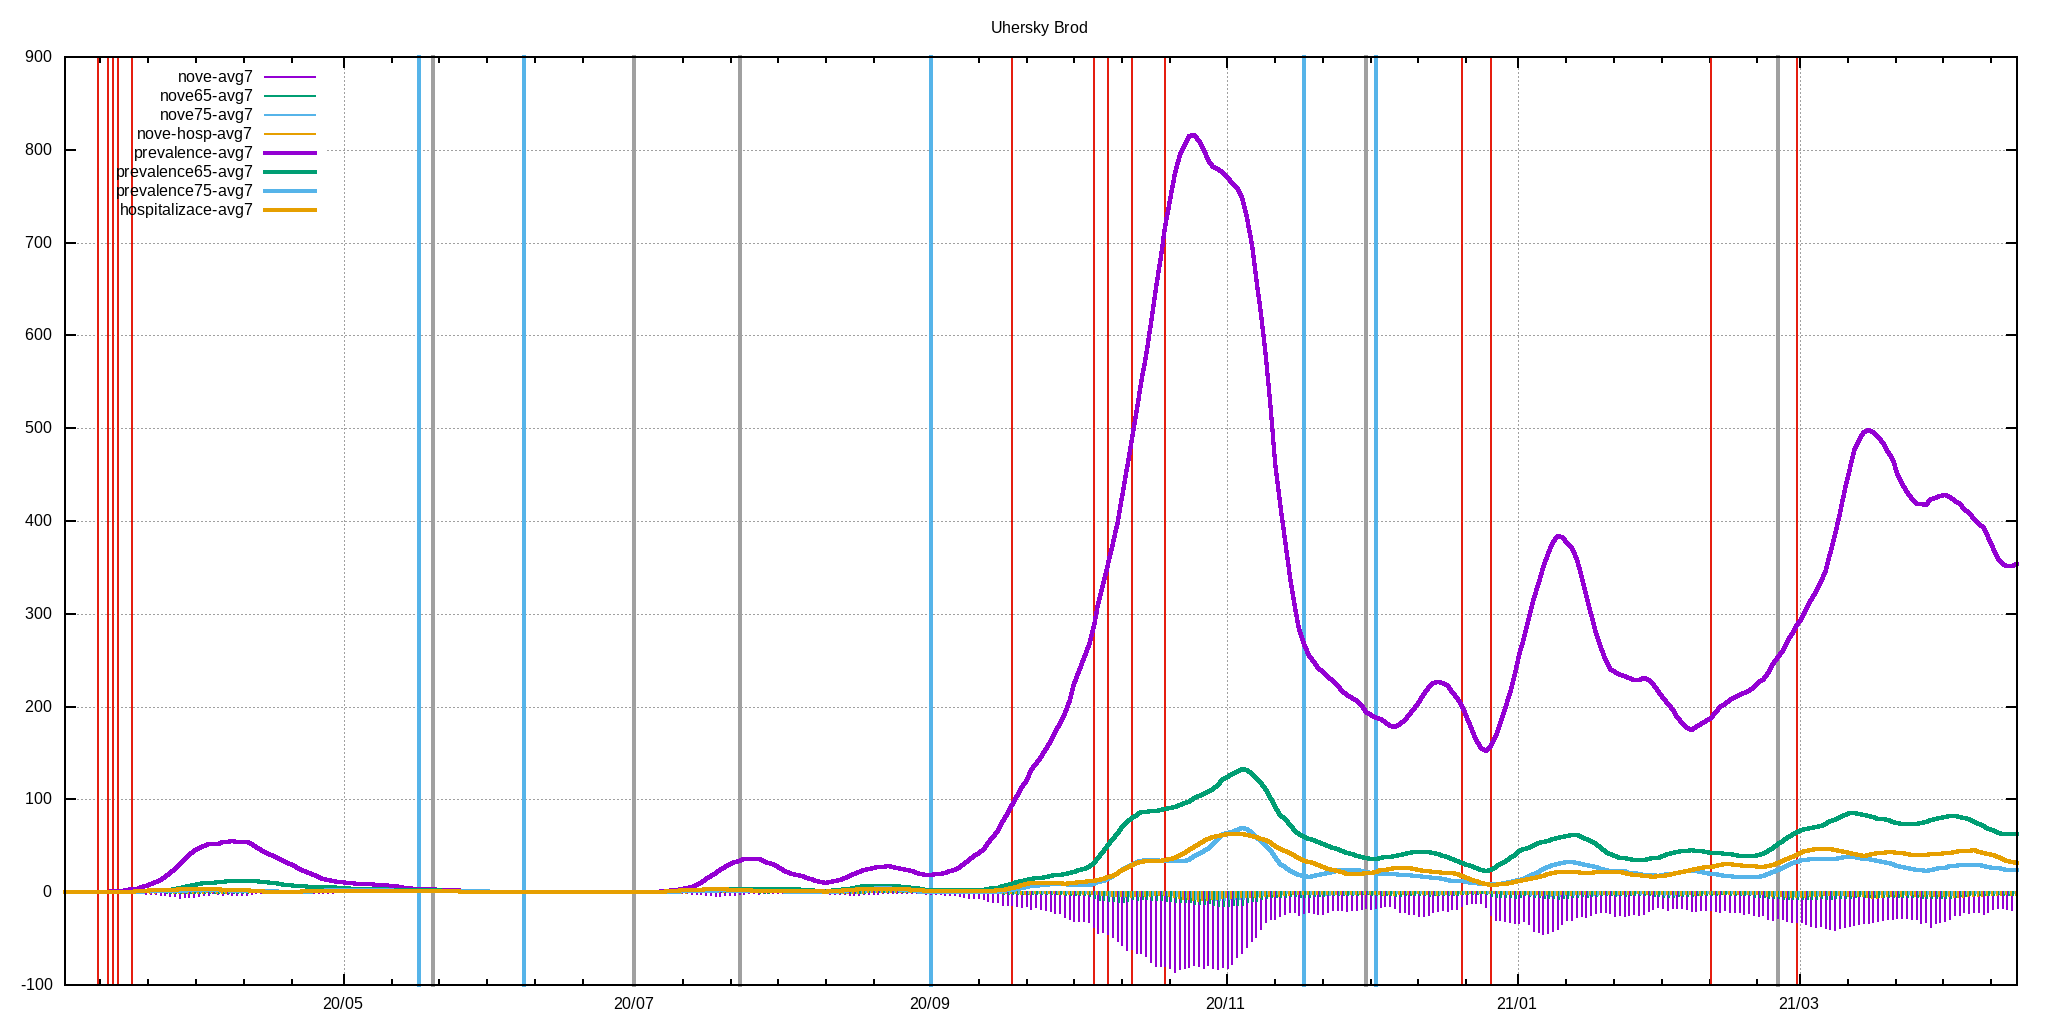 Uhersky Brod
900
800
700
600
500
400
300
200
100
0
-100
nove-avg7
nove65-avg7
nove75-avg7
nove-hosp-avg7
prevalence-avg7
prevalence65-avg7
prevalence75-avg7
hospitalizace-avg7
20/05 20/07 20/09 20/11 21/01 21/03